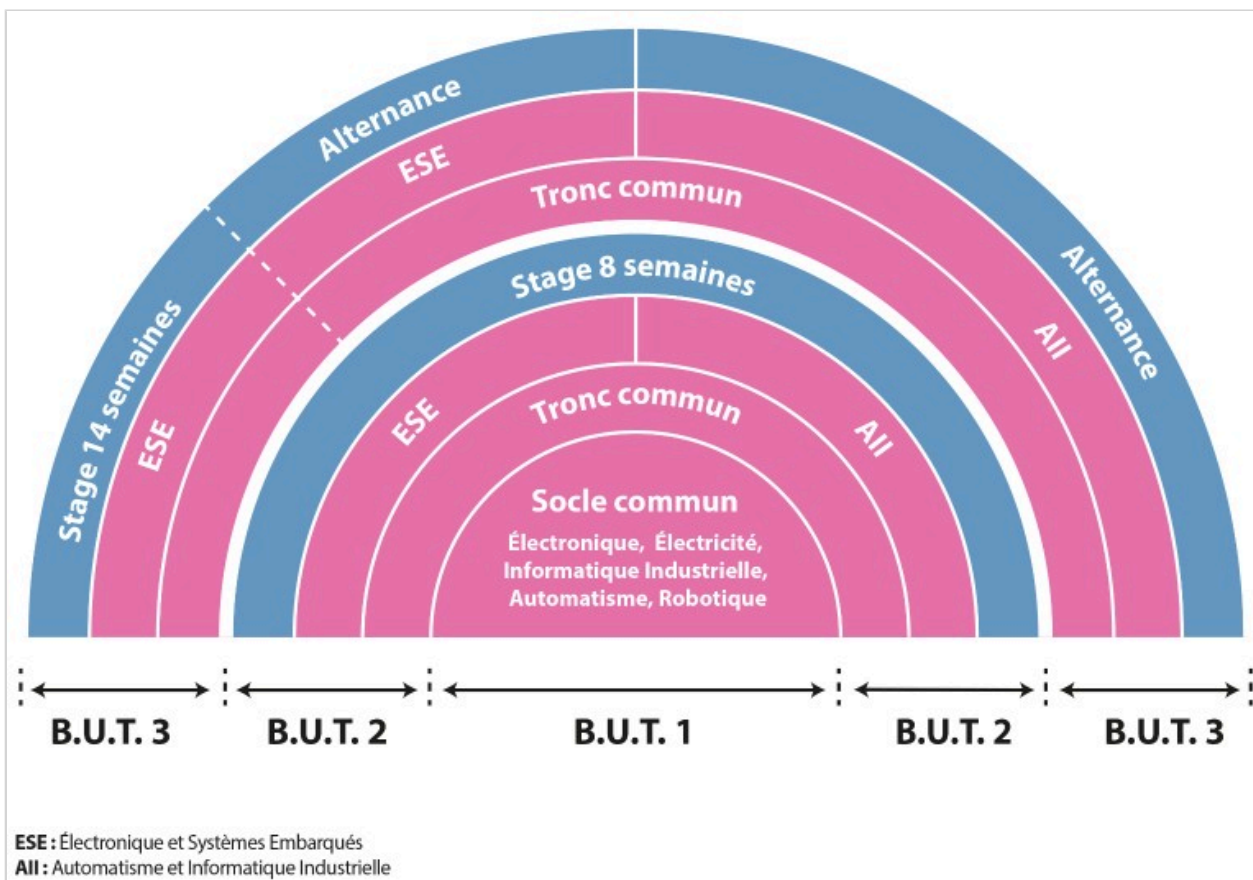 Alternance
ESE
Tronc commun
Alternance
AII
Stage 14 semaines
ESE
Stage 8 semaines
ESE
Tronc commun
AII
Socle commun
Électronique, Électricité,
Informatique Industrielle,
Automatisme, Robotique
B.U.T. 3
B.U.T. 2
B.U.T. 1
B.U.T. 2
B.U.T. 3
ESE : Électronique et Systèmes Embarqués
AII : Automatisme et Informatique Industrielle